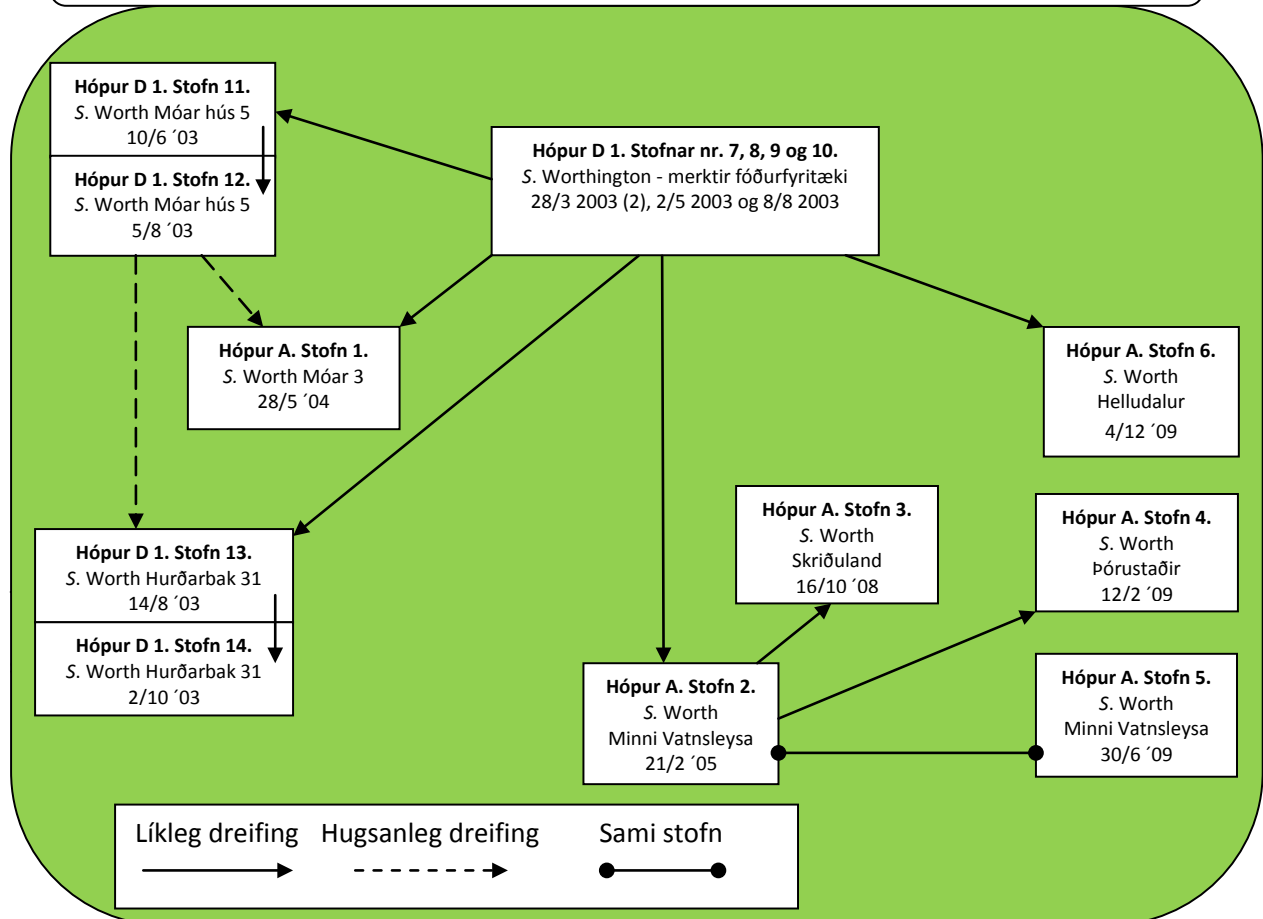 Hópur D 1. Stofn 11.
S. Worth Móar hús 5
10/6 ´03
Hópur D 1. Stofn 12.
S. Worth Móar hús 5
5/8 ´03
Hópur D 1. Stofnar nr. 7, 8, 9 og 10.
S. Worthington - merktir fóðurfyritæki
28/3 2003 (2), 2/5 2003 og 8/8 2003
Hópur A. Stofn 1.
S. Worth Móar 3
28/5 ´04
Hópur A. Stofn 6.
S. Worth
Helludalur
4/12 ´09
Hópur D 1. Stofn 13.
S. Worth Hurðarbak 31
14/8 ´03
Hópur D 1. Stofn 14.
S. Worth Hurðarbak 31
2/10 ´03
Hópur A. Stofn 3.
S. Worth
Skriðuland
16/10 ´08
Hópur A. Stofn 4.
S. Worth
Þórustaðir
12/2 ´09
Hópur A. Stofn 2.
S. Worth
Minni Vatnsleysa
21/2 ´05
Hópur A. Stofn 5.
S. Worth
Minni Vatnsleysa
30/6 ´09
Líkleg dreifing Hugsanleg dreifing Sami stofn